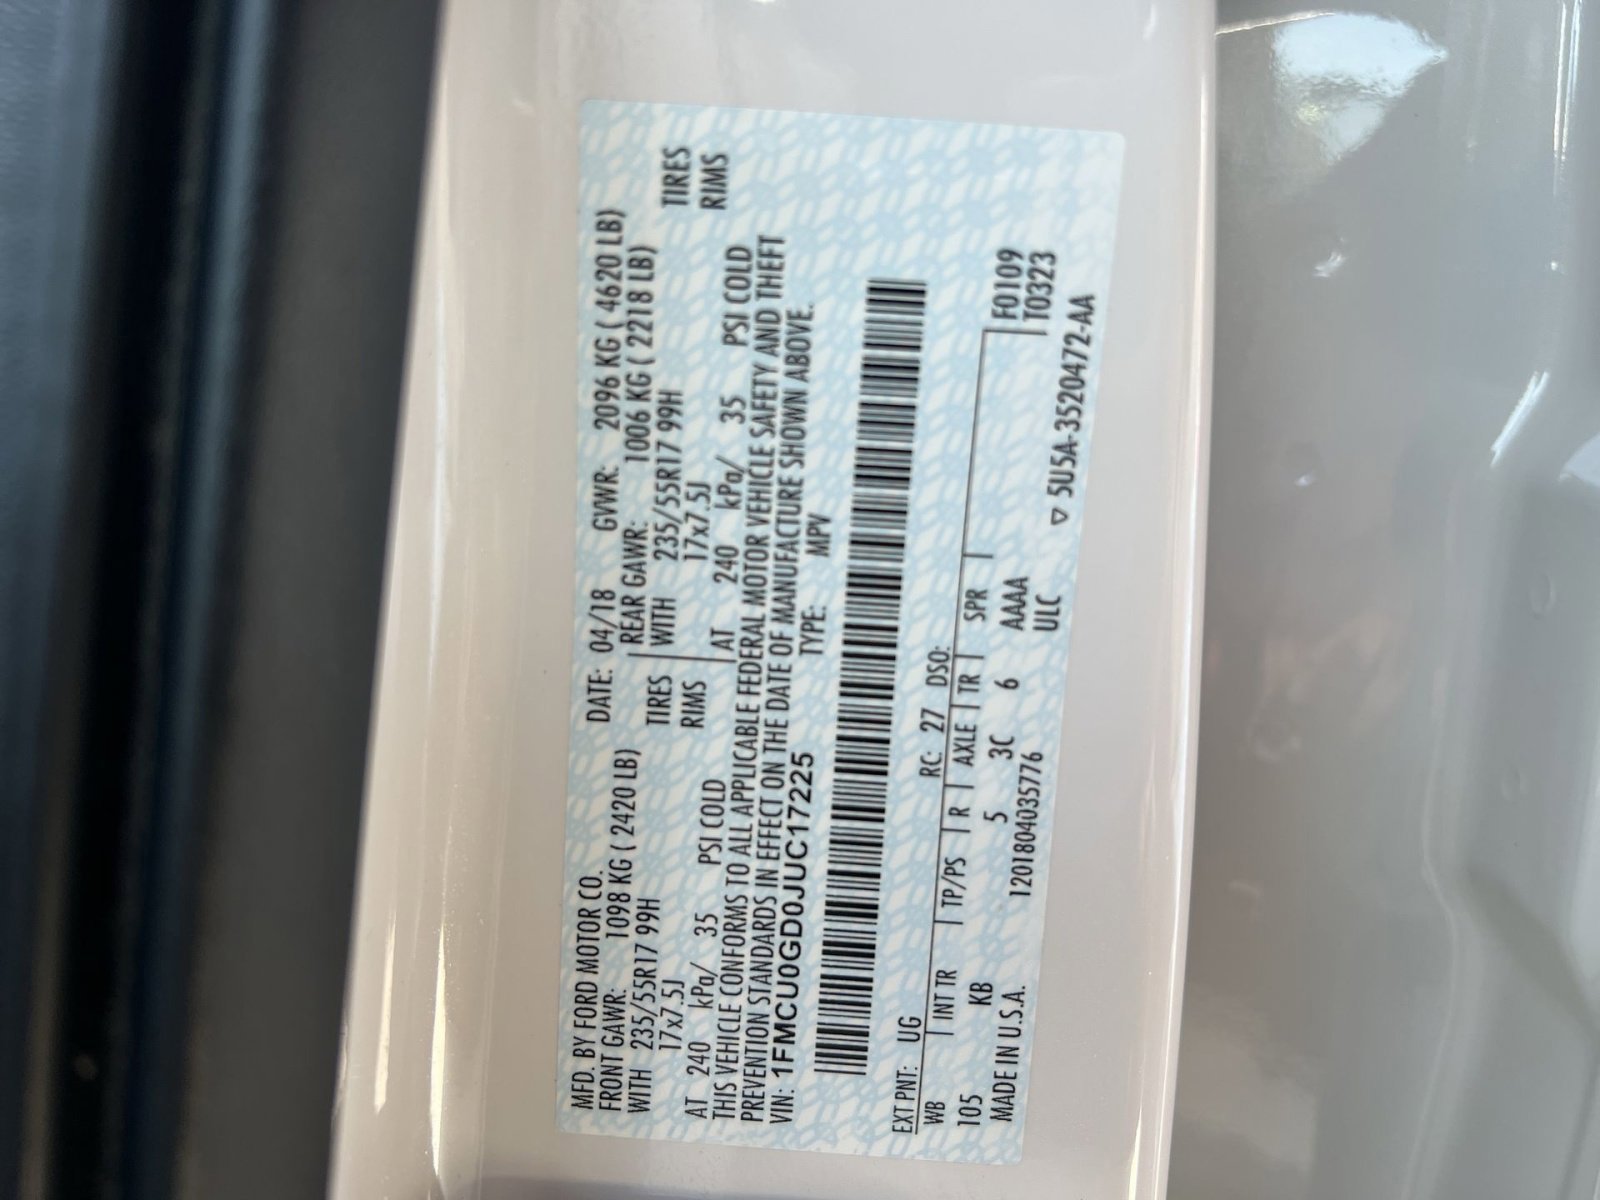 MFD. BY FORD MOTOR CO.
DATE: 04/18 GVWR: 2096 KG ( 4620 LB)
FRONT GAWR: 1098 KG ( 2420 LB)
REAR GAWR: 1006 KG ( 2218 LB)
WITH 235/55R17 99H TIRES
WITH 235/55R17 99H TIRES
17x7.5J RIMS
17x7.5J RIMS
AT 240 kPa/ 35 PSI COLD
AT 240 kPa/ 35 PSI COLD
THIS VEHICLE CONFORMS TO ALL APPLICABLE FEDERAL MOTOR VEHICLE SAFETY AND THEFT
PREVENTION STANDARDS IN EFFECT ON THE DATE OF MANUFACTURE SHOWN ABOVE.
VIN: 1FMCU0GD0JUC17225 TYPE: MPV
EXT PNT: UG RC: 27 DSO:
WB INT TR TP/PS R AXLE TR SPR F0109
105 KB 5 3C 6 AAAA T0323
MADE IN U.S.A. 120180403577​6 ULC
▽ 5U5A-3520472-AA